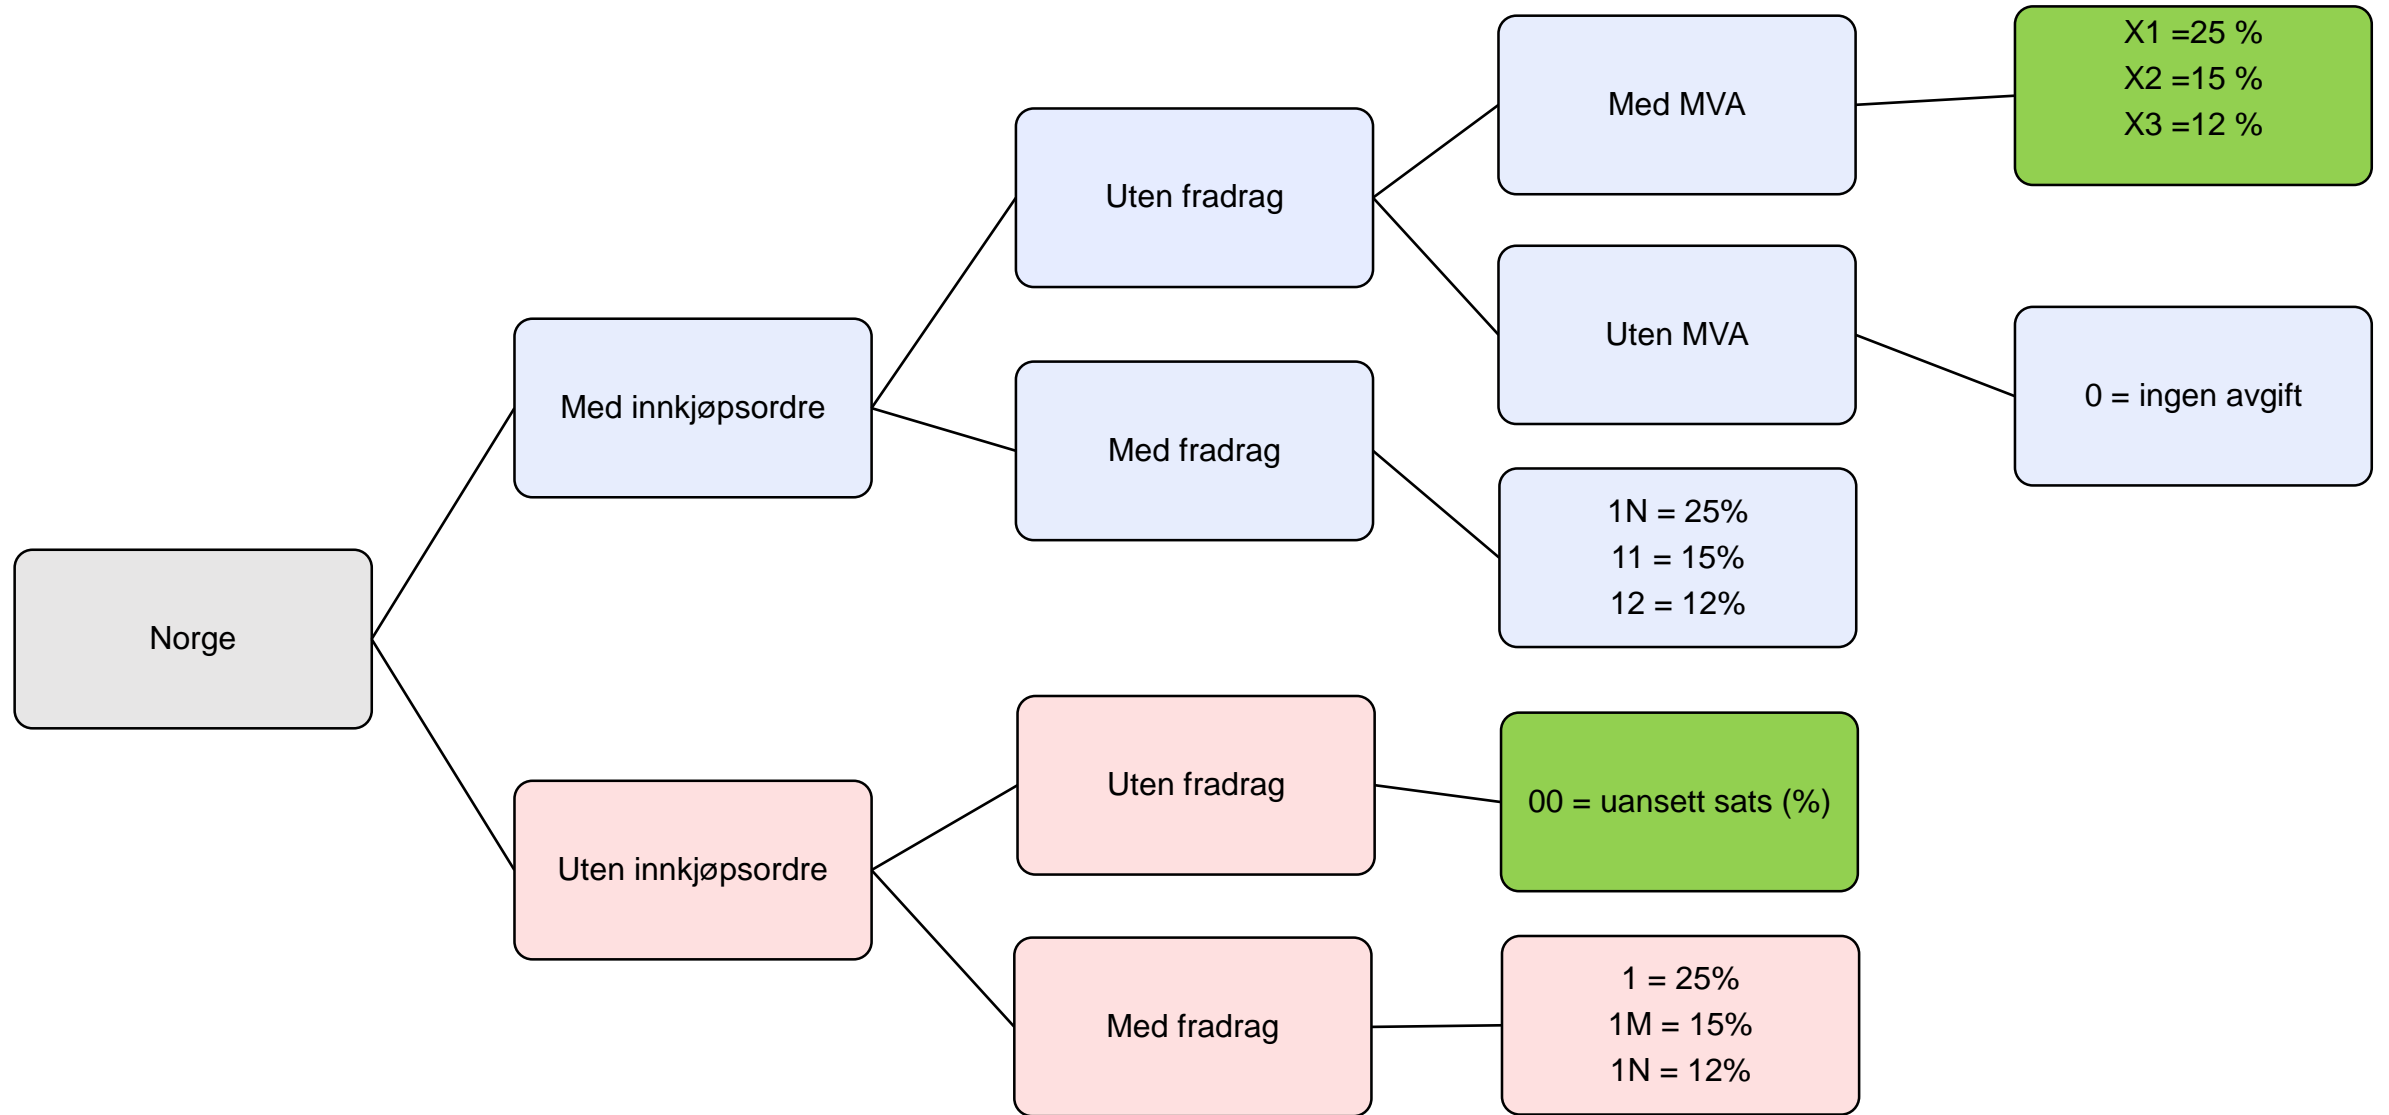 Norge
Med innkjøpsordre
Uten fradrag
Med MVA
X1 =25 %
X2 =15 %
X3 =12 %
Uten MVA
0 = ingen avgift
Med fradrag
1N = 25%
11 = 15%
12 = 12%
Uten innkjøpsordre
Uten fradrag
00 = uansett sats (%)
Med fradrag
1 = 25%
1M = 15%
1N = 12%